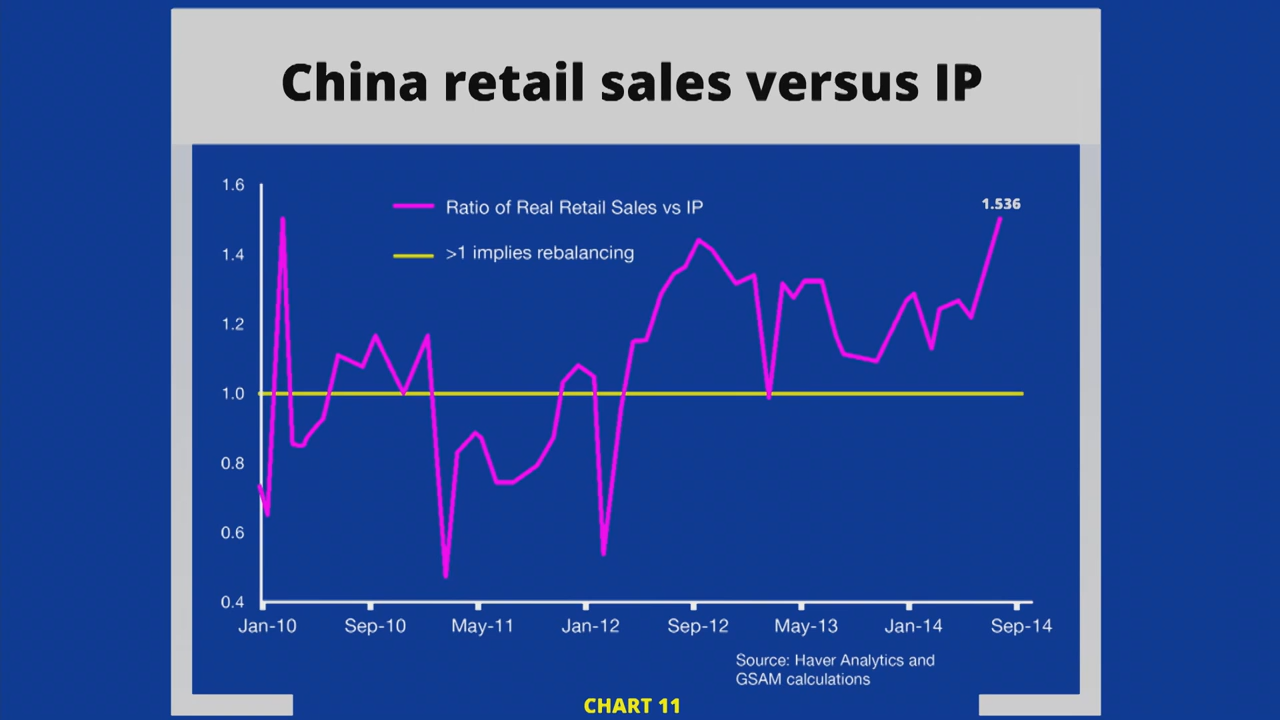 China retail sales versus IP
1.6
1.4
1.2
1.0
0.8
0.6
0.4
Ratio of Real Retail Sales vs IP
>1 implies rebalancing
1.536
Jan-10 Sep-10 May-11 Jan-12 Sep-12 May-13 Jan-14 Sep-14
Source: Haver Analytics and
GSAM calculations
CHART 11